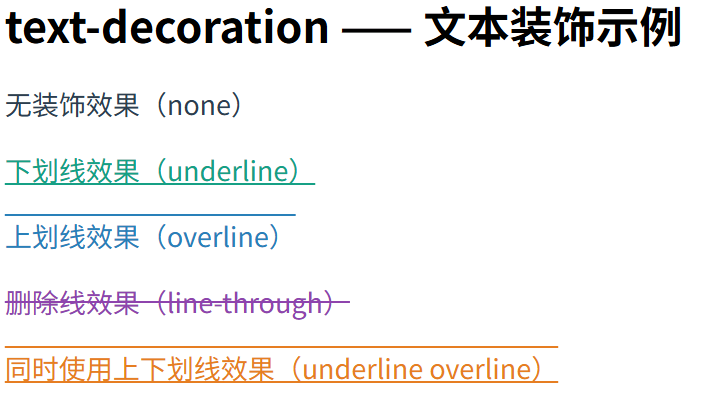 text-decoration —— 文本装饰示例
无装饰效果（none）
下划线效果（underline）
上划线效果（overline）
删除线效果（line-through）
同时使用上下划线效果（underline overline）